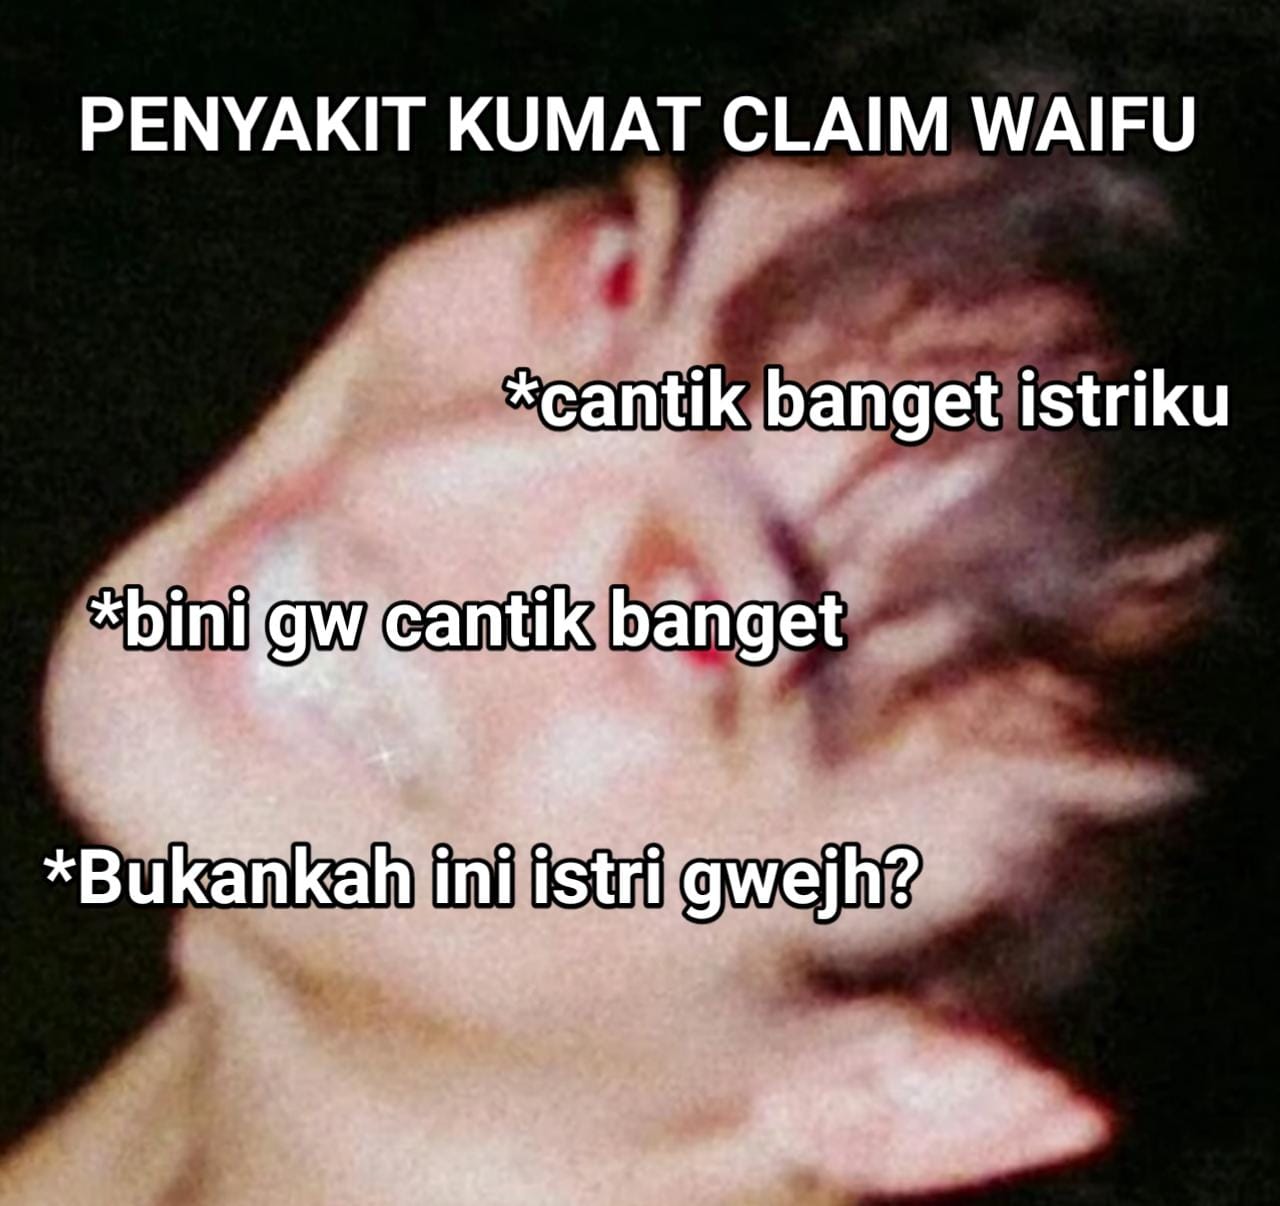 PENYAKIT KUMAT CLAIM WAIFU
*cantik banget istriku
*bini gw cantik banget
*Bukankah ini istri gwejh?